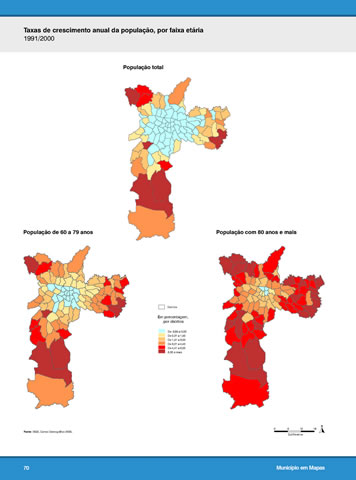 Taxas de crescimento anual da população, por faixa etária
1991/2000
População total
População de 60 a 79 anos
População com 80 anos e mais
Em porcentagem,
por distritos
Fonte: IBGE, Censo Demográfico 2000.
70
Município em Mapas